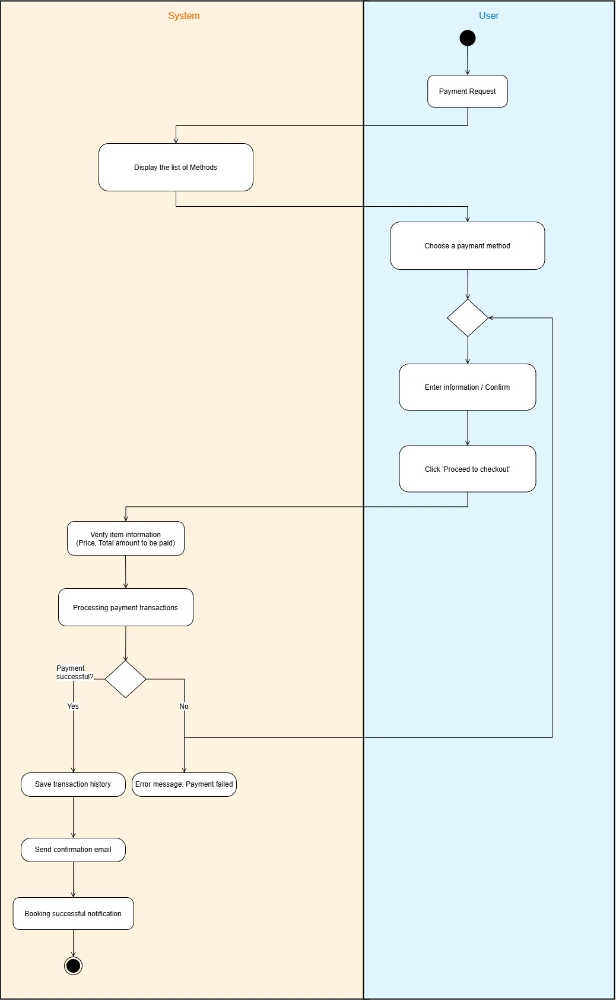 System
User
Payment Request
Display the list of Methods
Choose a payment method
Enter information / Confirm
Click 'Proceed to checkout'
Verify item information
(Price, Total amount to be paid)
Processing payment transactions
Payment
successful?
Yes
No
Save transaction history
Error message: Payment failed
Send confirmation email
Booking successful notification